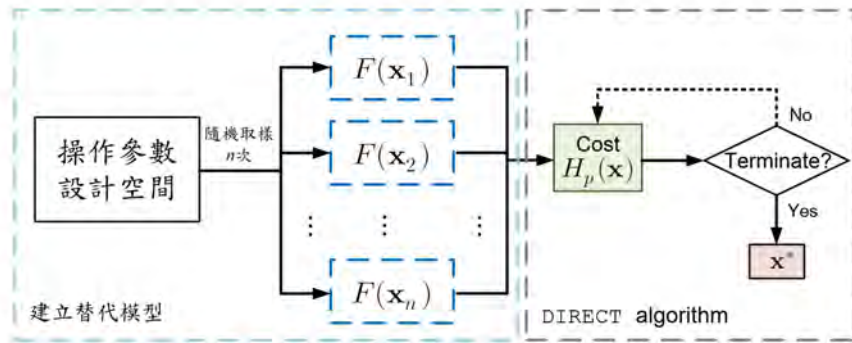 操作參數
設計空間
隨機取樣
n次
F(x₁)
F(x₂)
⋮ ⋮ ⋮
F(xₙ)
建立替代模型
Cost
Hₚ(x)
Terminate?
No
Yes
x*
DIRECT algorithm